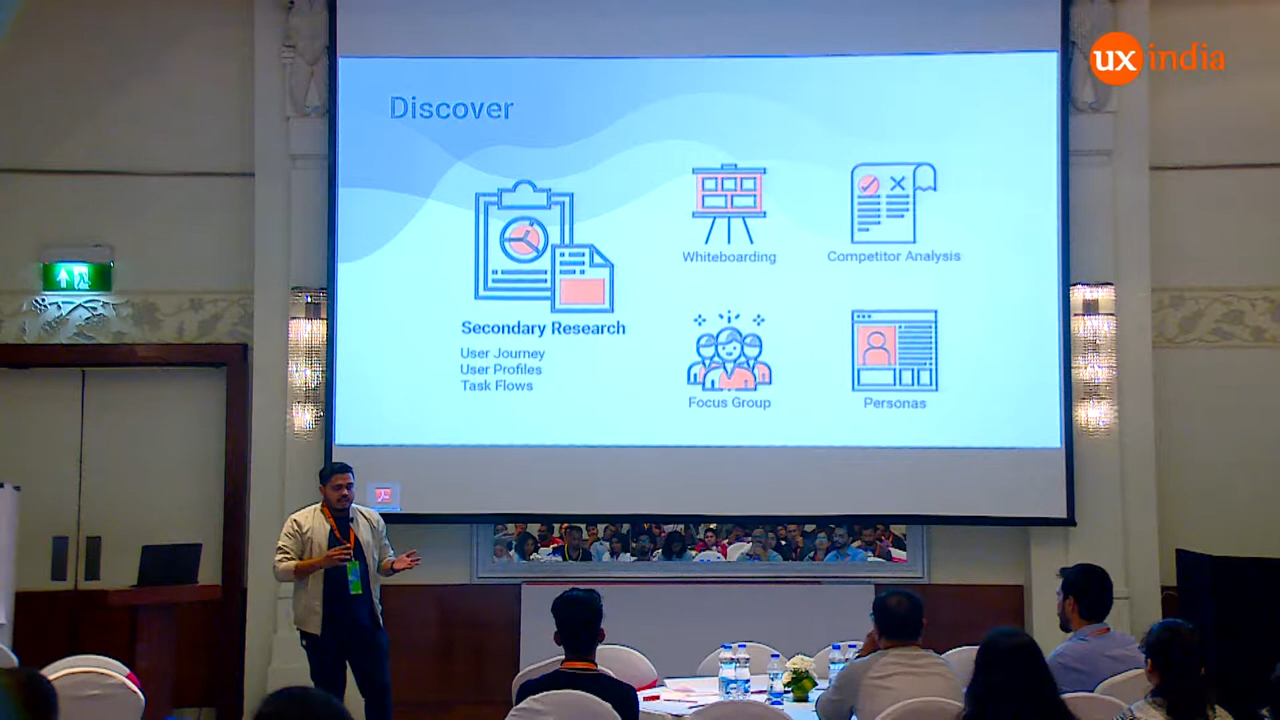 ux india
Discover
Secondary Research
User Journey
User Profiles
Task Flows
Whiteboarding
Competitor Analysis
Focus Group
Personas